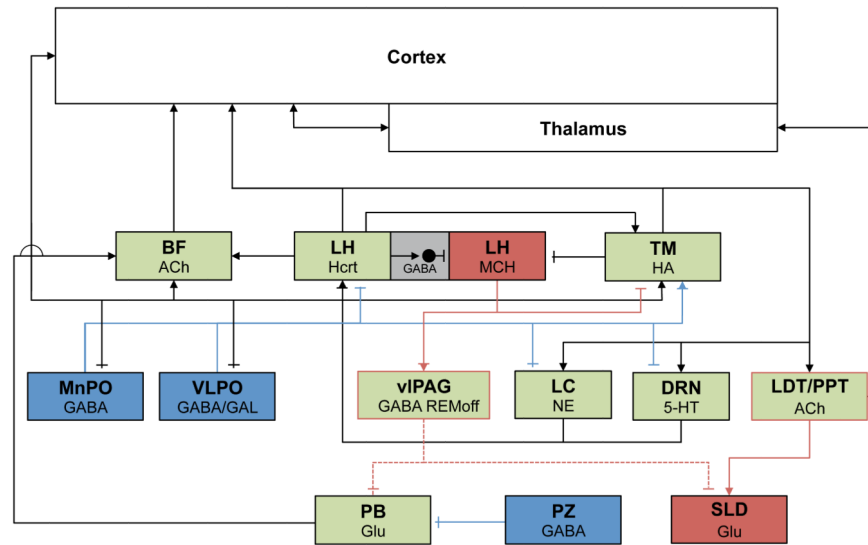 Cortex
Thalamus
BF
ACh
LH
Hcrt
GABA
LH
MCH
TM
HA
MnPO
GABA
VLPO
GABA/GAL
vlPAG
GABA REMoff
LC
NE
DRN
5-HT
LDT/PPT
ACh
PB
Glu
PZ
GABA
SLD
Glu